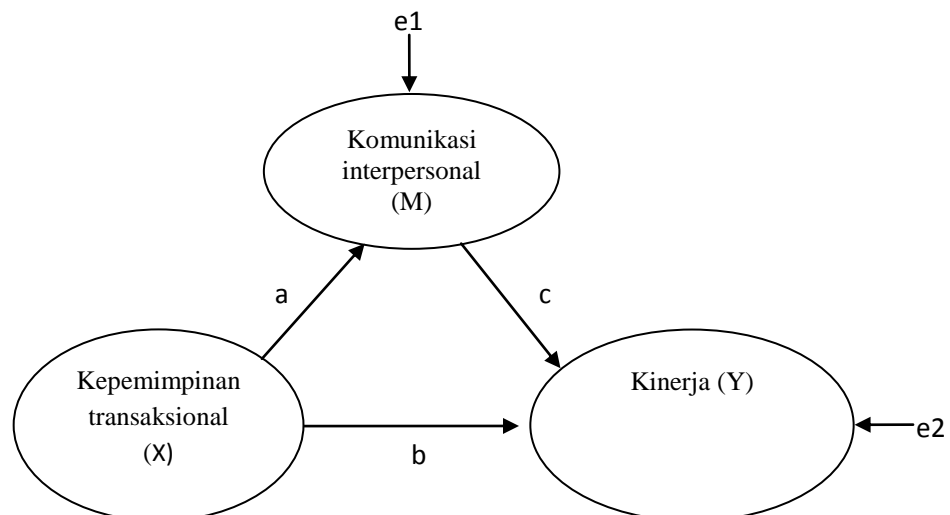 e1
Komunikasi
interpersonal
(M)
a
c
Kepemimpinan
transaksional
(X)
Kinerja (Y)
e2
b